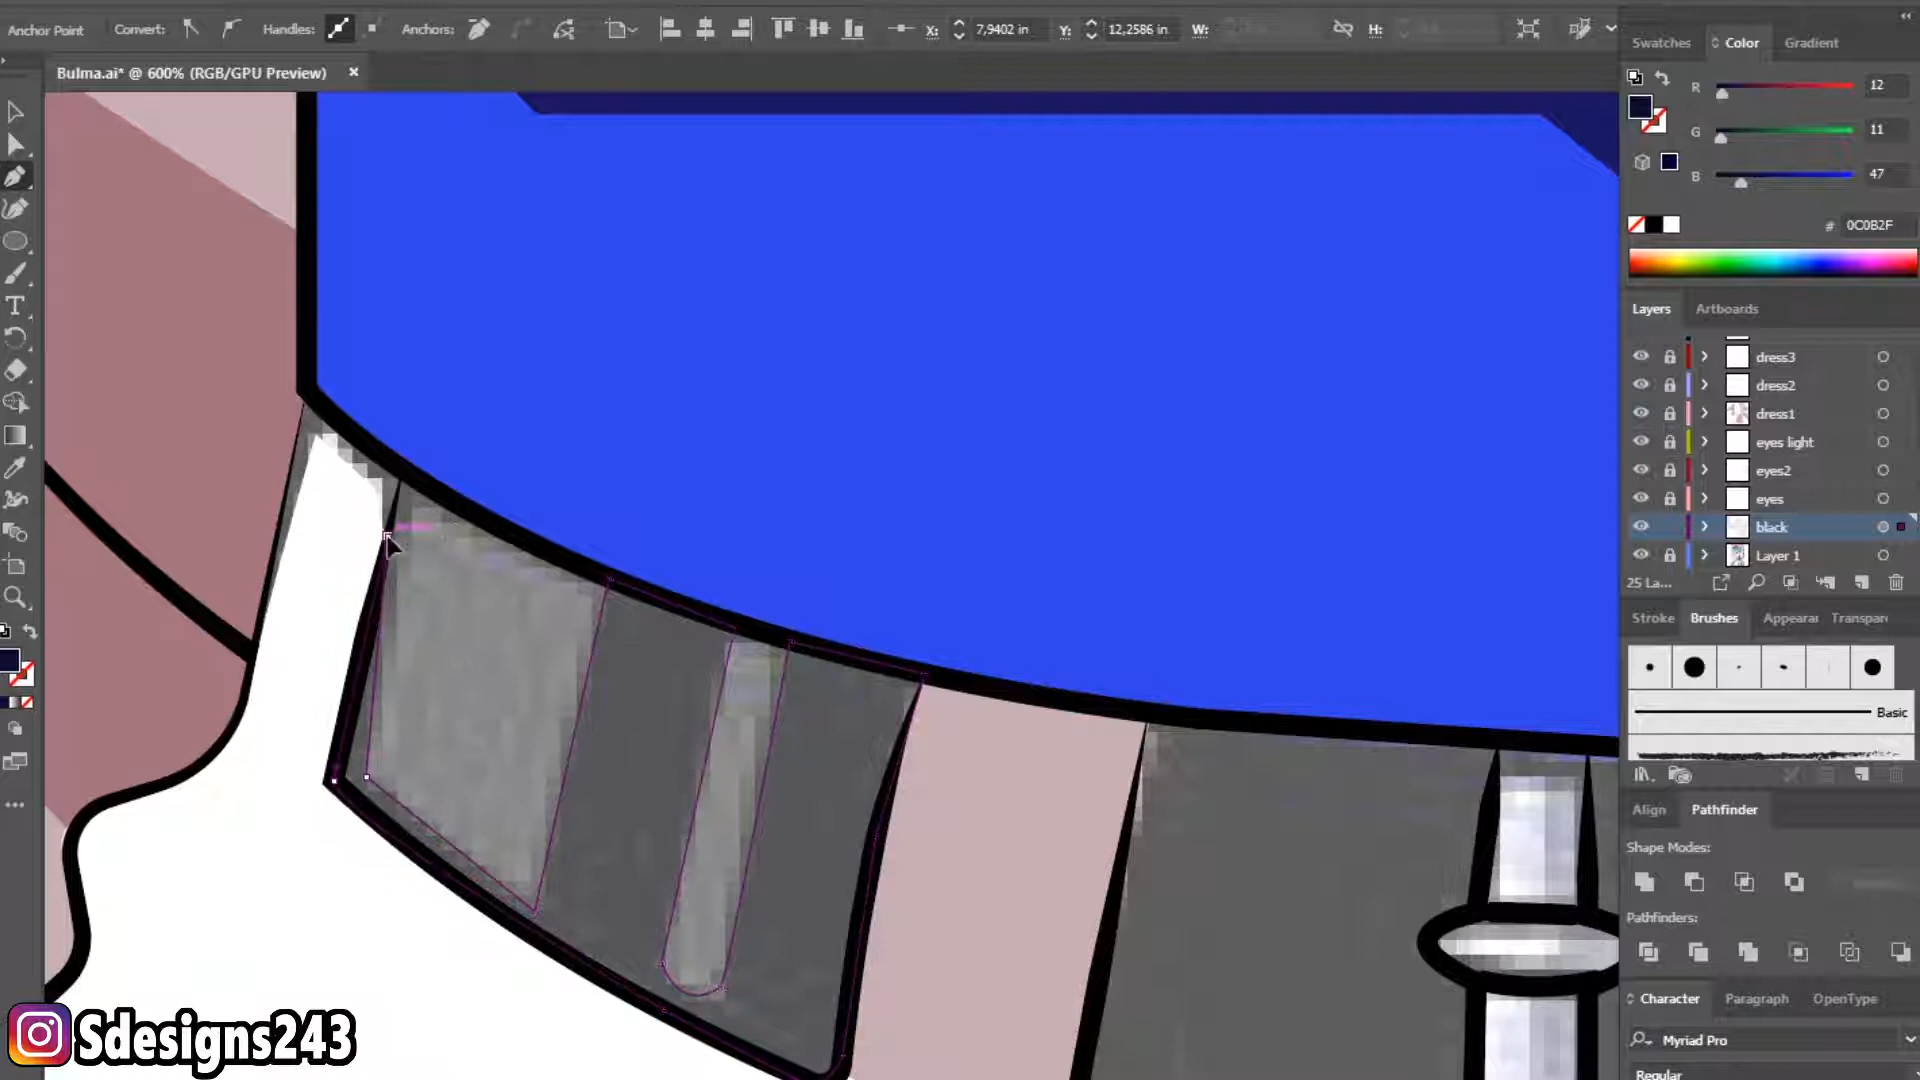 Anchor Point Convert: Handles: Anchors: X: 7,9402 in Y: 12,2586 in W: H:
Bulma.ai* @ 600% (RGB/GPU Preview) ×
Swatches Color Gradient
R 12
G 11
B 47
# 0C0B2F
Layers Artboards
dress3
dress2
dress1
eyes light
eyes2
eyes
black
Layer 1
25 La...
Stroke Brushes Appearar Transpare
Basic
Align Pathfinder
Shape Modes:
Pathfinders:
Character Paragraph OpenType
Myriad Pro
Regular
Sdesigns243